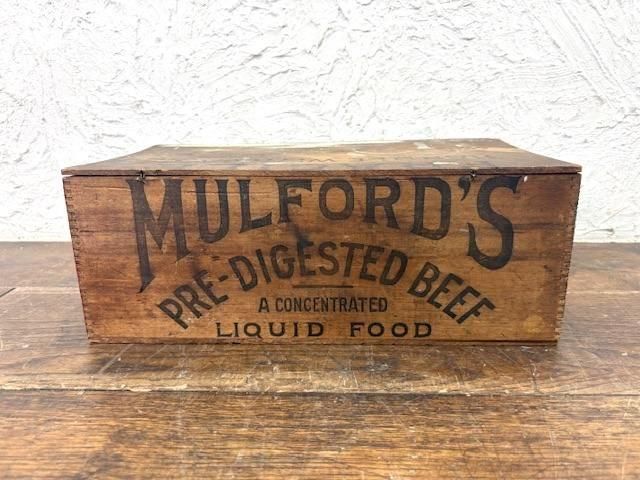 MULFORD'S
PRE-DIGESTED BEEF
A CONCENTRATED
LIQUID FOOD